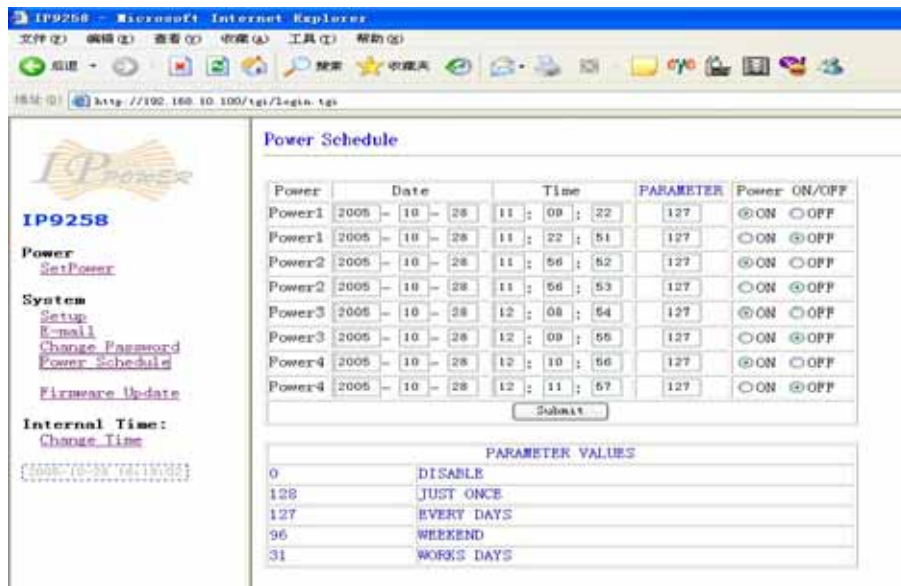 IP9258 - Microsoft Internet Explorer
文件(F) 编辑(E) 查看(V) 收藏(A) 工具(T) 帮助(H)
后退 搜索 收藏夹
地址(D) http://192.168.10.100/tgi/login.tgi
IPPOWER
IP9258
Power
SetPower
System
Setup
E-mail
Change Password
Power Schedule
Firmware Update
Internal Time:
Change Time
Power Schedule
Power Date Time PARAMETER Power ON/OFF
Power1 2005 - 10 - 28 11 : 09 : 22 127 ON OFF
Power1 2005 - 10 - 28 11 : 22 : 51 127 ON OFF
Power2 2005 - 10 - 28 11 : 56 : 52 127 ON OFF
Power2 2005 - 10 - 28 11 : 56 : 53 127 ON OFF
Power3 2005 - 10 - 28 12 : 08 : 54 127 ON OFF
Power3 2005 - 10 - 28 12 : 09 : 55 127 ON OFF
Power4 2005 - 10 - 28 12 : 10 : 56 127 ON OFF
Power4 2005 - 10 - 28 12 : 11 : 57 127 ON OFF
Submit
PARAMETER VALUES
0 DISABLE
128 JUST ONCE
127 EVERY DAYS
96 WEEKEND
31 WORKS DAYS